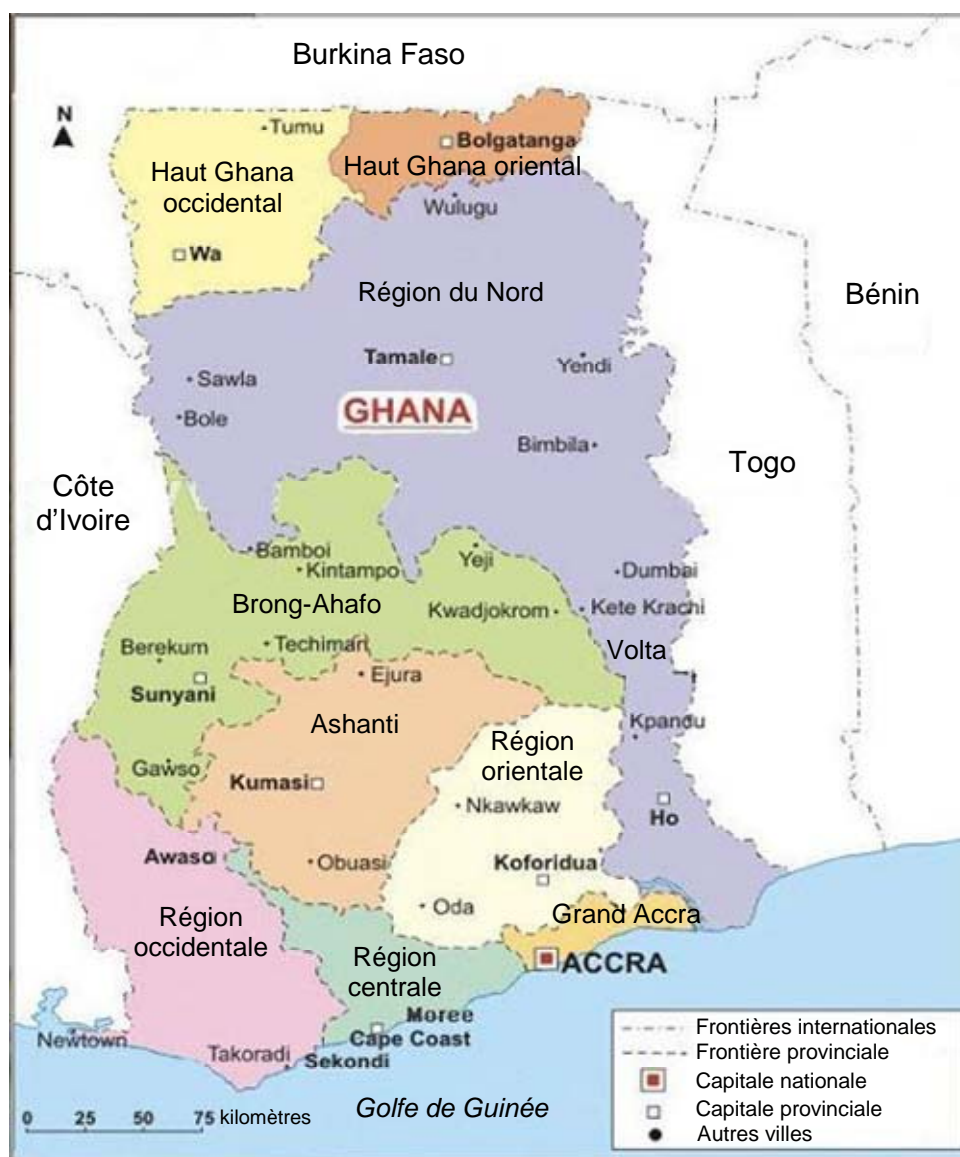 Burkina Faso
N
Tumu
Bolgatanga
Haut Ghana
occidental
Haut Ghana oriental
Wulugu
Wa
Région du Nord
Bénin
Tamale
Yendi
Sawla
GHANA
Bole
Bimbila
Togo
Côte
d'Ivoire
Bamboi
Yeji
Kintampo
Dumbai
Brong-Ahafo
Kwadjokrom
Kete Krachi
Berekum
Techimari
Volta
Sunyani
Ejura
Ashanti
Kpandu
Région
orientale
Gawso
Kumasi
Nkawkaw
Ho
Awaso
Obuasi
Koforidua
Oda
Grand Accra
Région
occidentale
Région
centrale
ACCRA
Moree
Cape Coast
Newtown
Takoradi
Sekondi
Golfe de Guinée
0 25 50 75 kilomètres
Frontières internationales
Frontière provinciale
Capitale nationale
Capitale provinciale
Autres villes